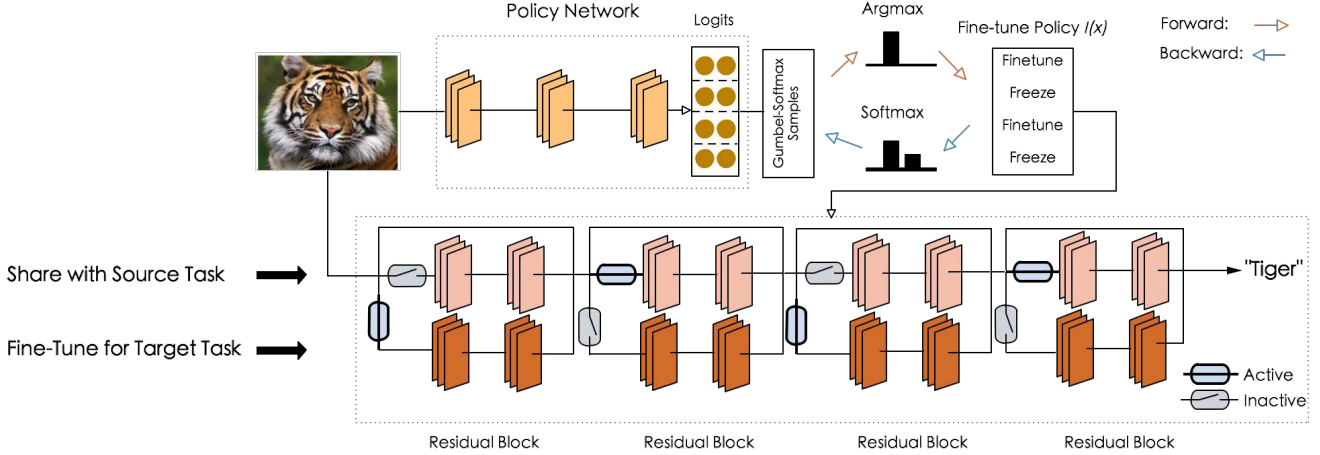 Policy Network
Logits
Argmax
Fine-tune Policy I(x)
Forward:
Backward:
Gumbel-Softmax
Samples
Softmax
Finetune
Freeze
Finetune
Freeze
Share with Source Task
"Tiger"
Fine-Tune for Target Task
Active
Inactive
Residual Block
Residual Block
Residual Block
Residual Block